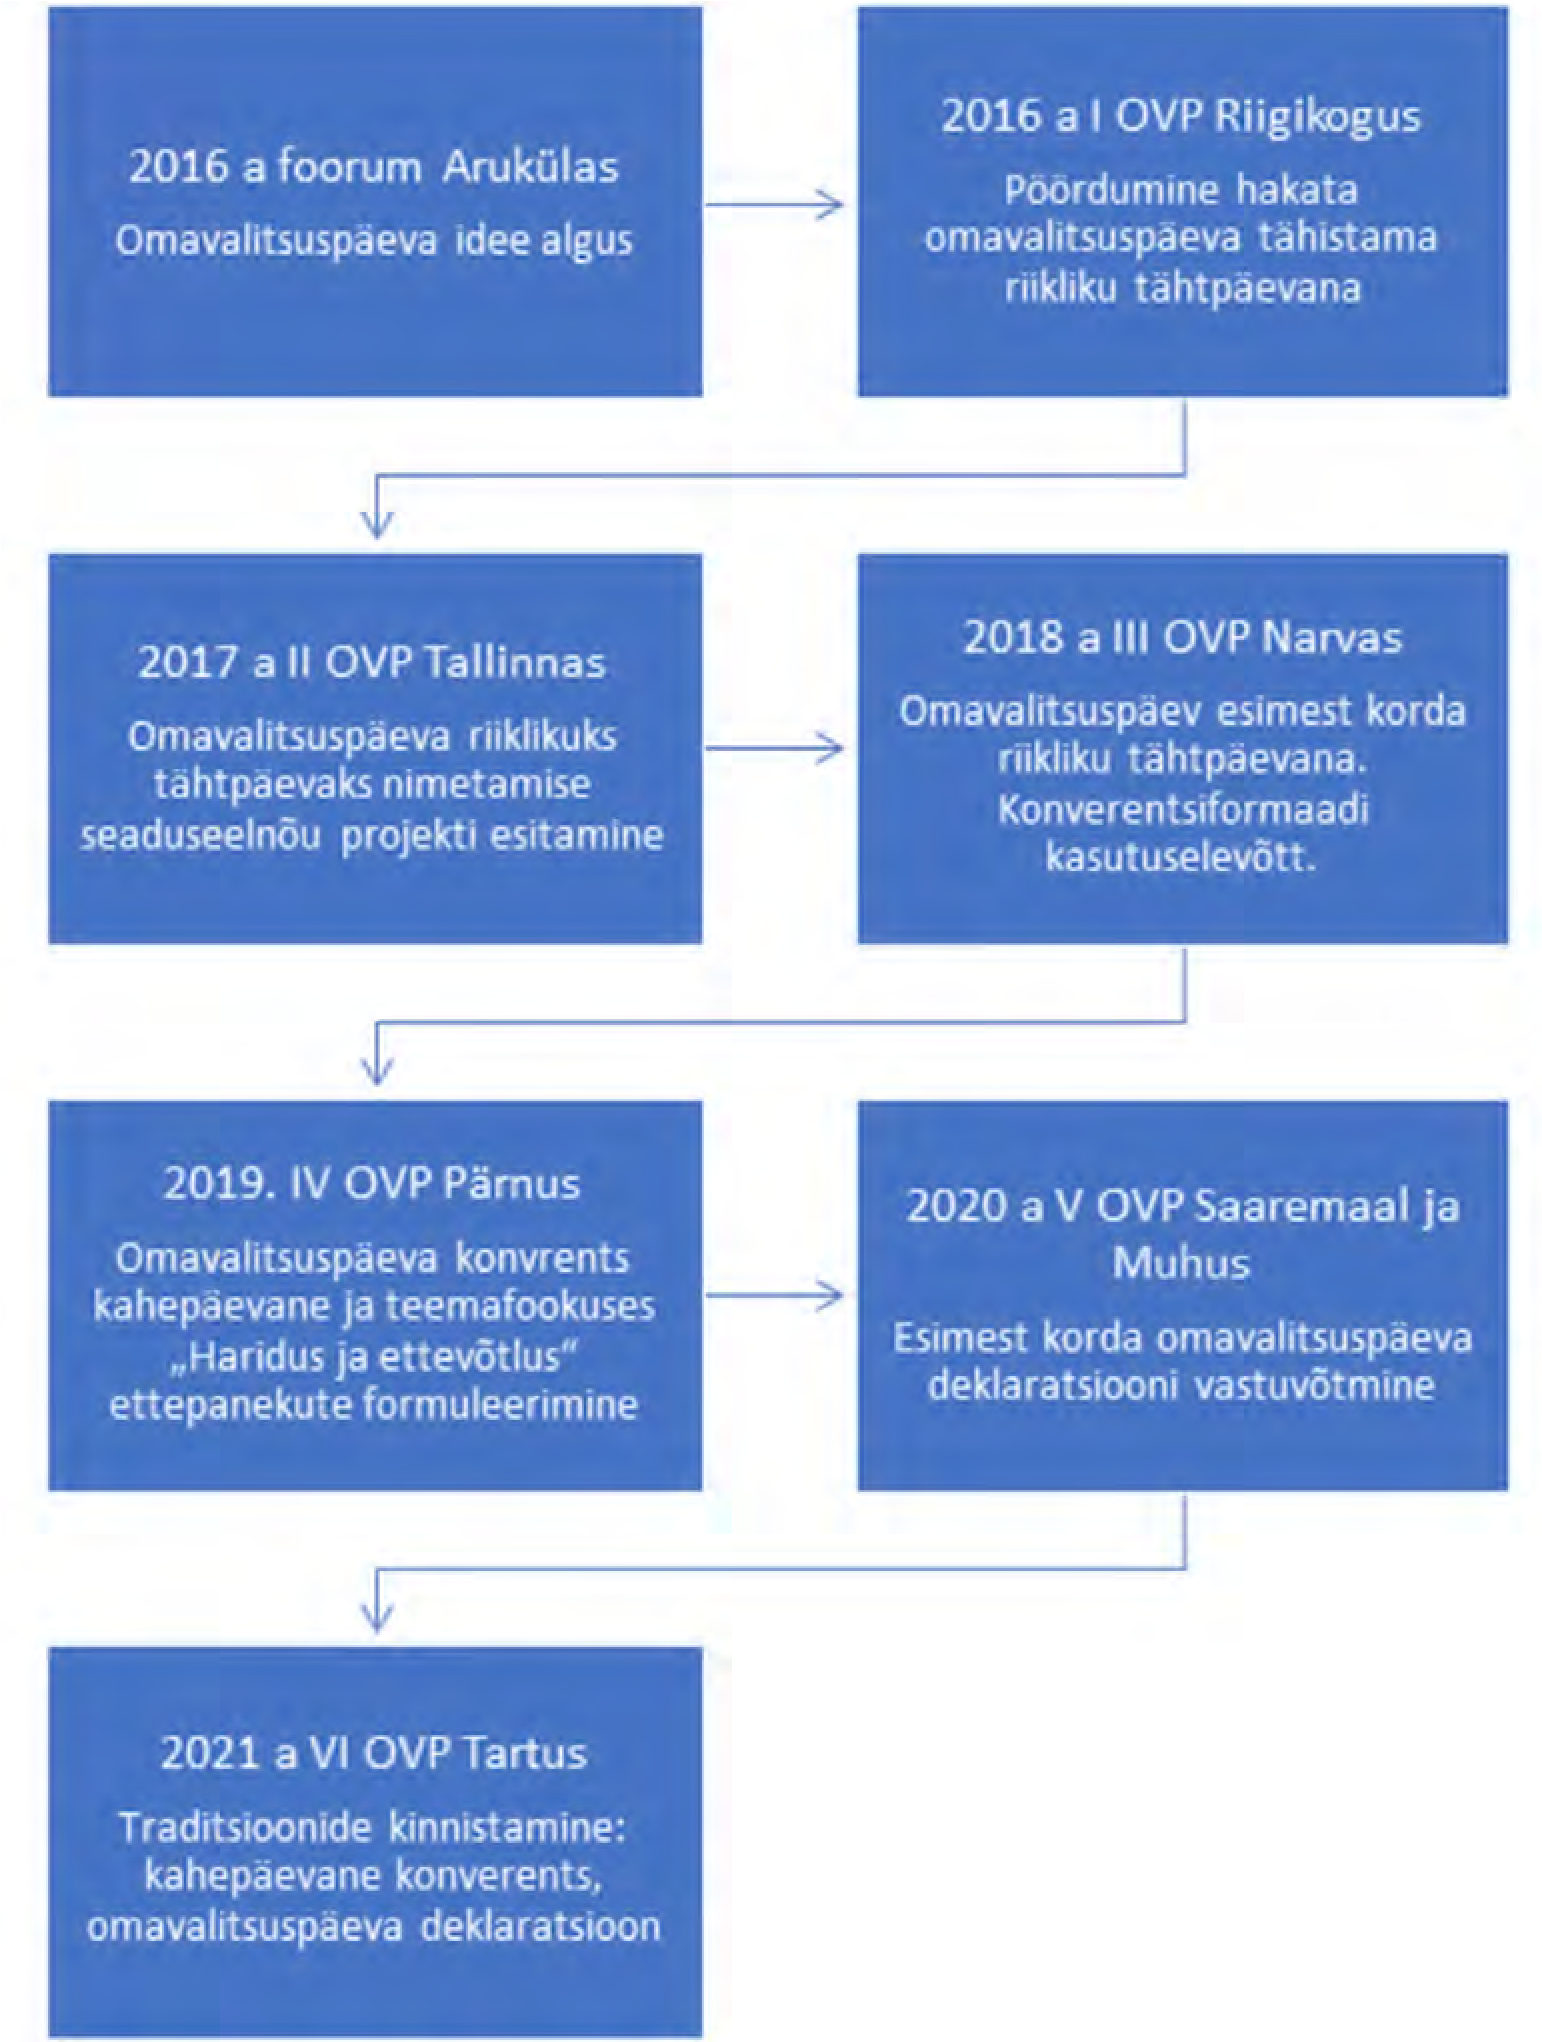 2016 a foorum Arukülas
Omavalitsuspäeva idee algus
2016 a I OVP Riigikogus
Pöördumine hakata
omavalitsuspäeva tähistama
riikliku tähtpäevana
2017 a II OVP Tallinnas
Omavalitsuspäeva riiklikuks
tähtpäevaks nimetamise
seaduseelnõu projekti esitamine
2018 a III OVP Narvas
Omavalitsuspäev esimest korda
riikliku tähtpäevana.
Konverentsiformaadi
kasutuselevõtt.
2019. IV OVP Pärnus
Omavalitsuspäeva konvrents
kahepäevane ja teemafookuses
„Haridus ja ettevõtlus“
ettepanekute formuleerimine
2020 a V OVP Saaremaal ja
Muhus
Esimest korda omavalitsuspäeva
deklaratsiooni vastuvõtmine
2021 a VI OVP Tartus
Traditsioonide kinnistamine:
kahepäevane konverents,
omavalitsuspäeva deklaratsioon